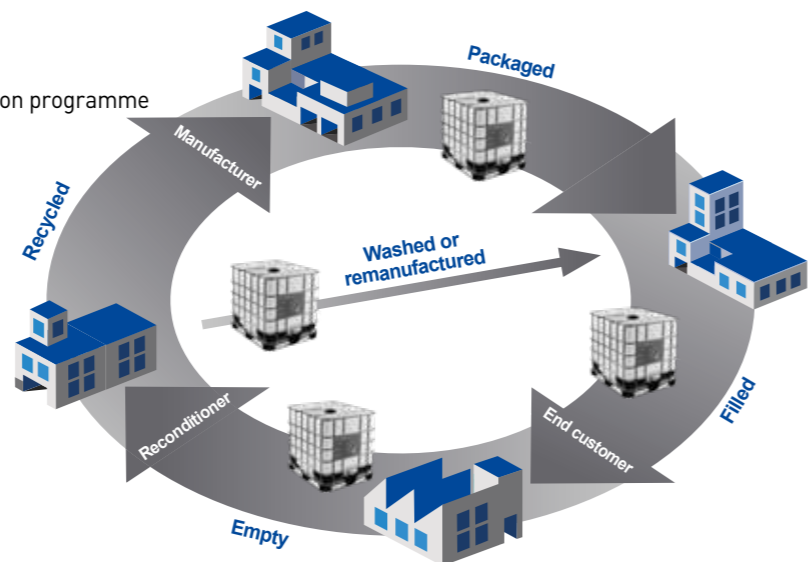 Packaged
on programme
Manufacturer
Recycled
Washed or
remanufactured
Reconditioner
End customer
Filled
Empty